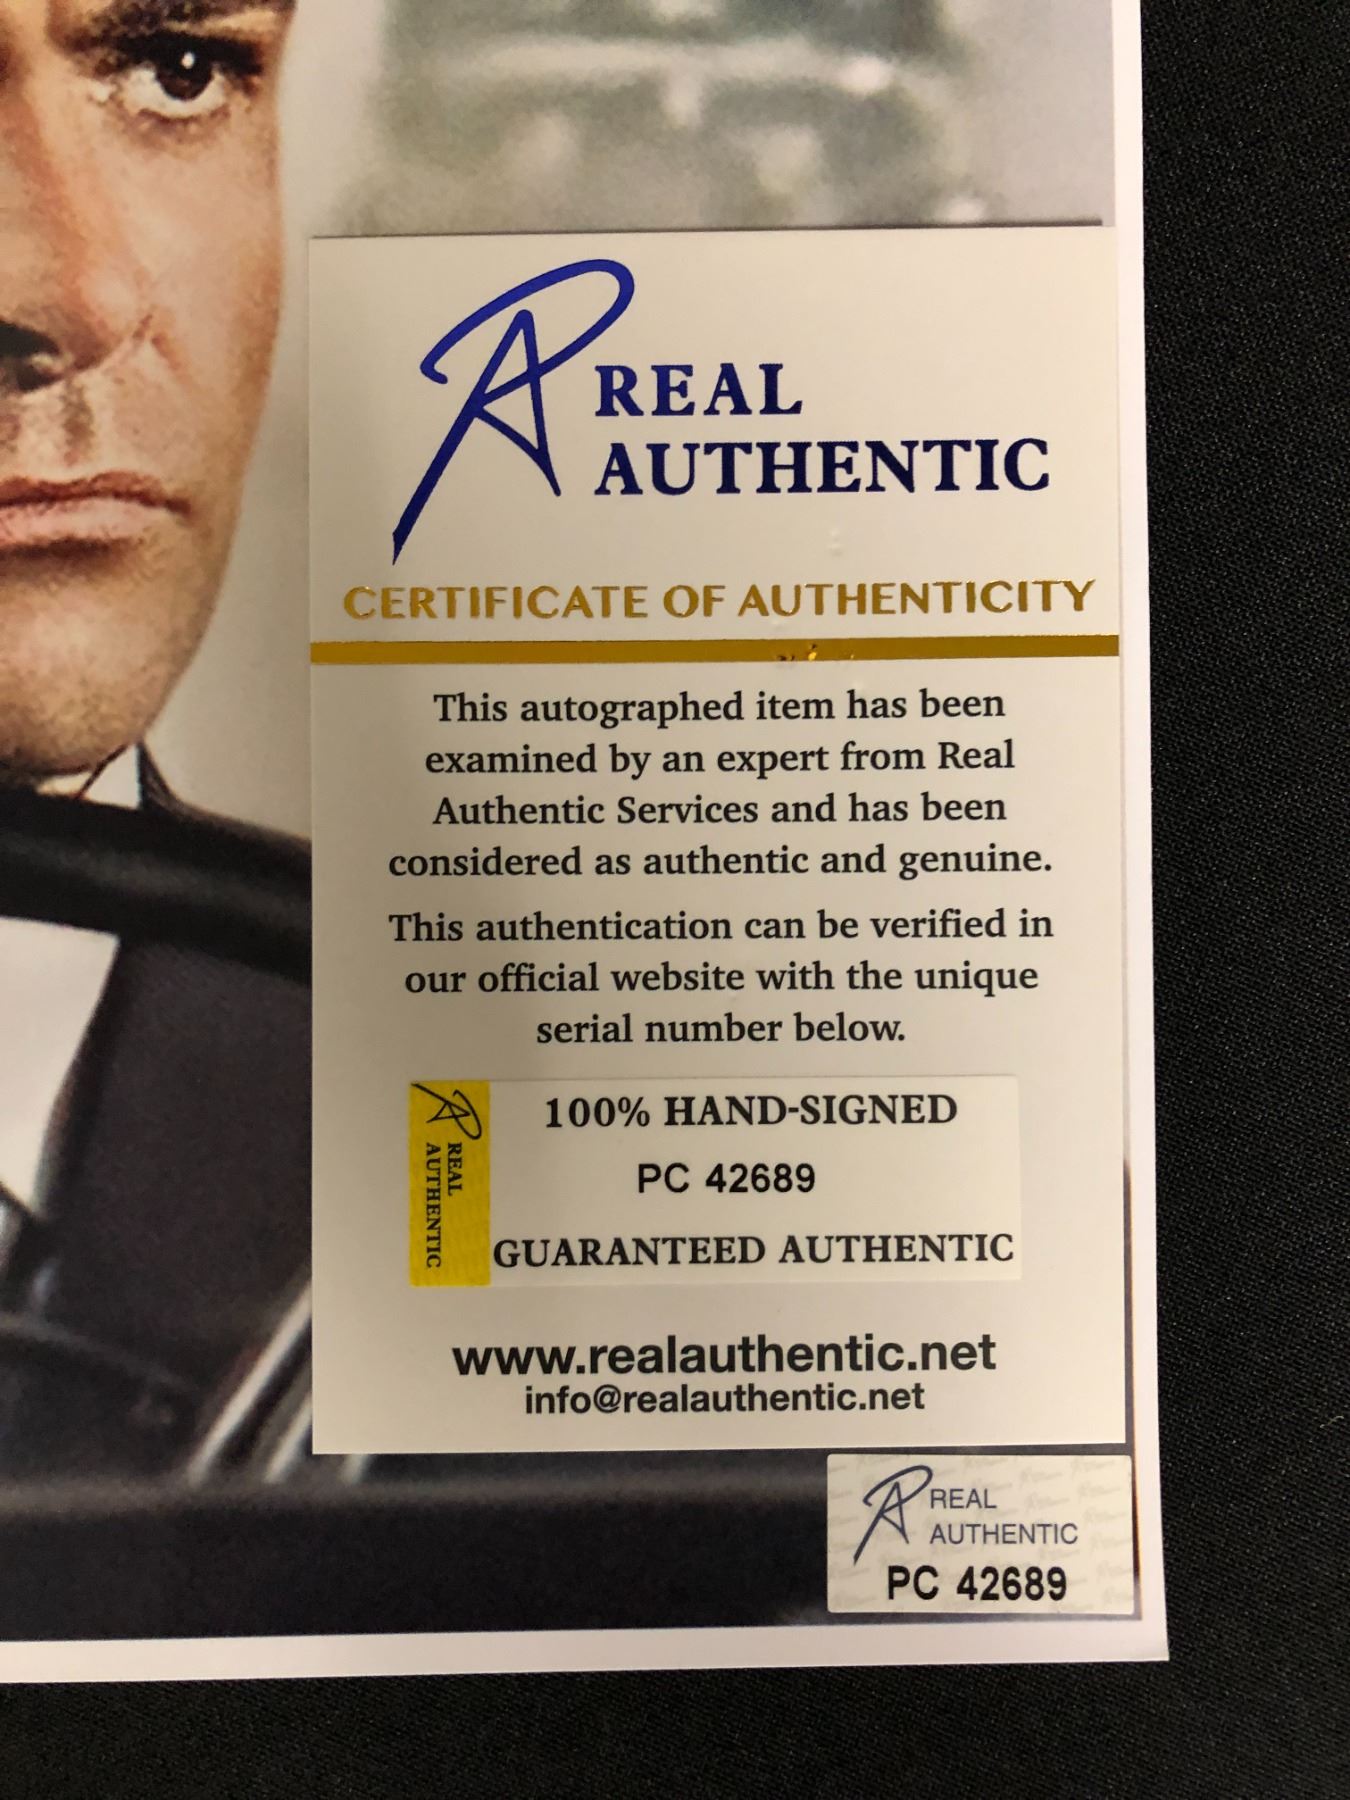 REAL
AUTHENTIC
CERTIFICATE OF AUTHENTICITY
This autographed item has been
examined by an expert from Real
Authentic Services and has been
considered as authentic and genuine.
This authentication can be verified in
our official website with the unique
serial number below.
REAL
AUTHENTIC
100% HAND-SIGNED
PC 42689
GUARANTEED AUTHENTIC
www.realauthentic.net
info@realauthentic.net
REAL
AUTHENTIC
PC 42689